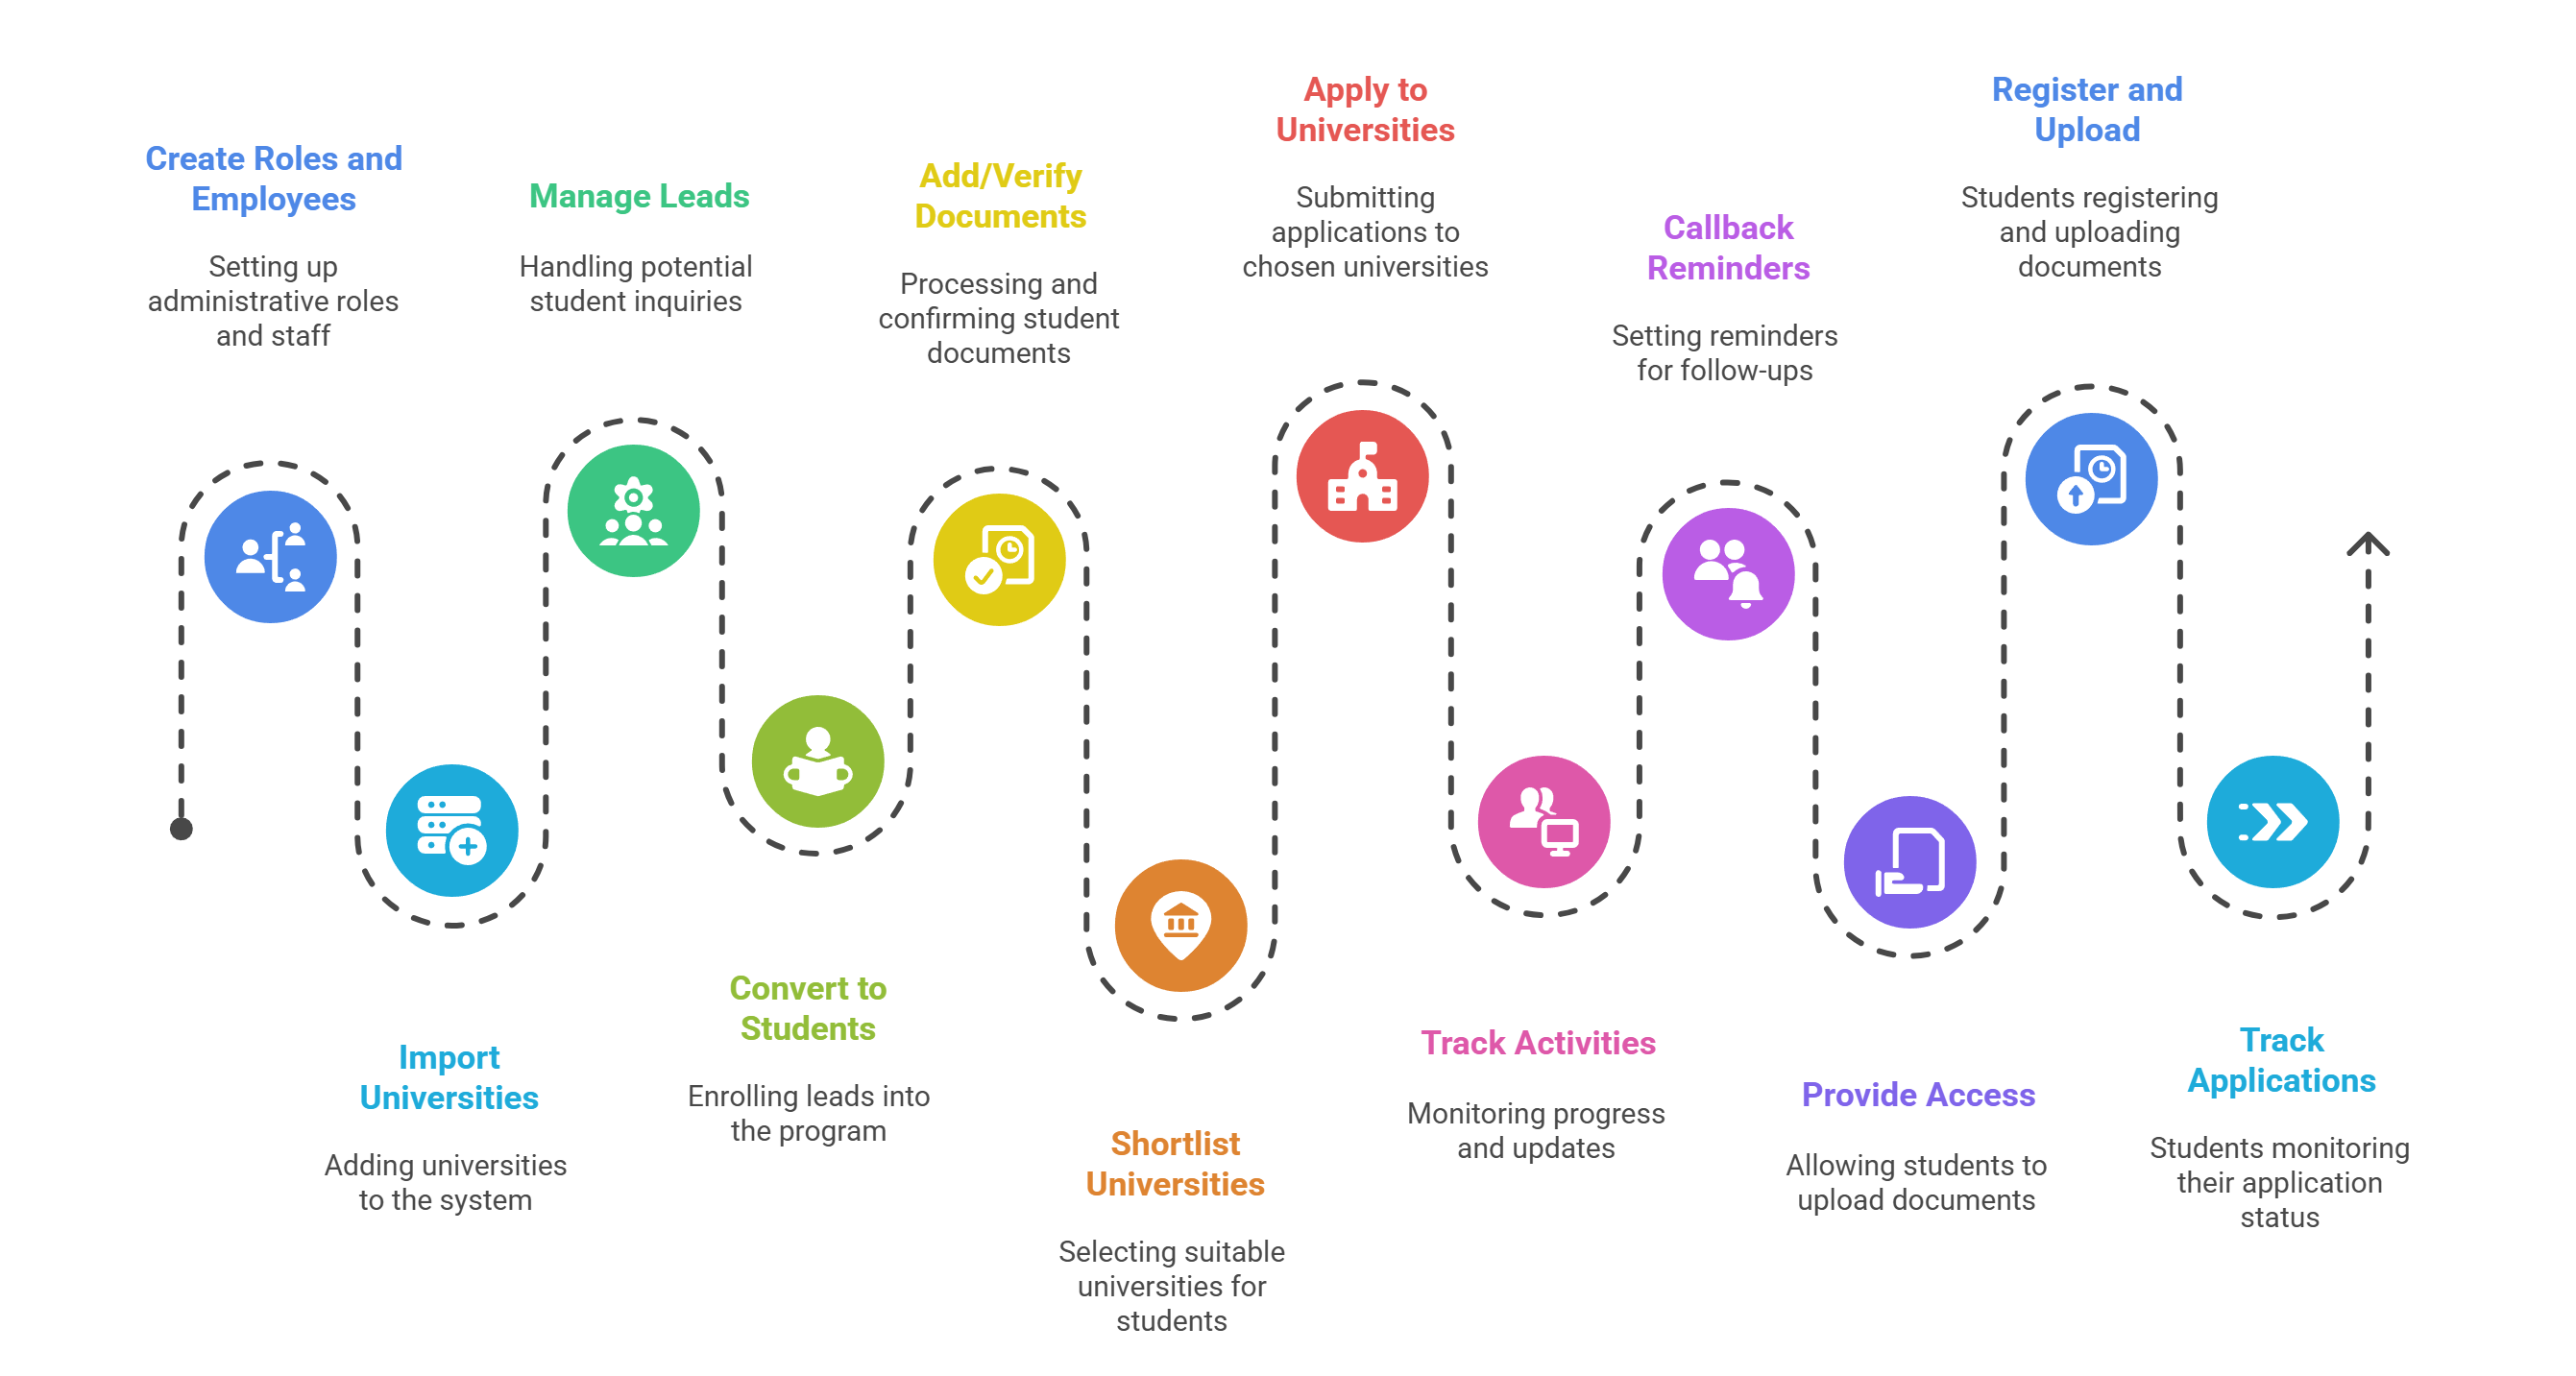 Create Roles and
Employees
Setting up
administrative roles
and staff
Import
Universities
Adding universities
to the system
Manage Leads
Handling potential
student inquiries
Convert to
Students
Enrolling leads into
the program
Add/Verify
Documents
Processing and
confirming student
documents
Shortlist
Universities
Selecting suitable
universities for
students
Apply to
Universities
Submitting
applications to
chosen universities
Track Activities
Monitoring progress
and updates
Callback
Reminders
Setting reminders
for follow-ups
Provide Access
Allowing students to
upload documents
Register and
Upload
Students registering
and uploading
documents
Track
Applications
Students monitoring
their application
status